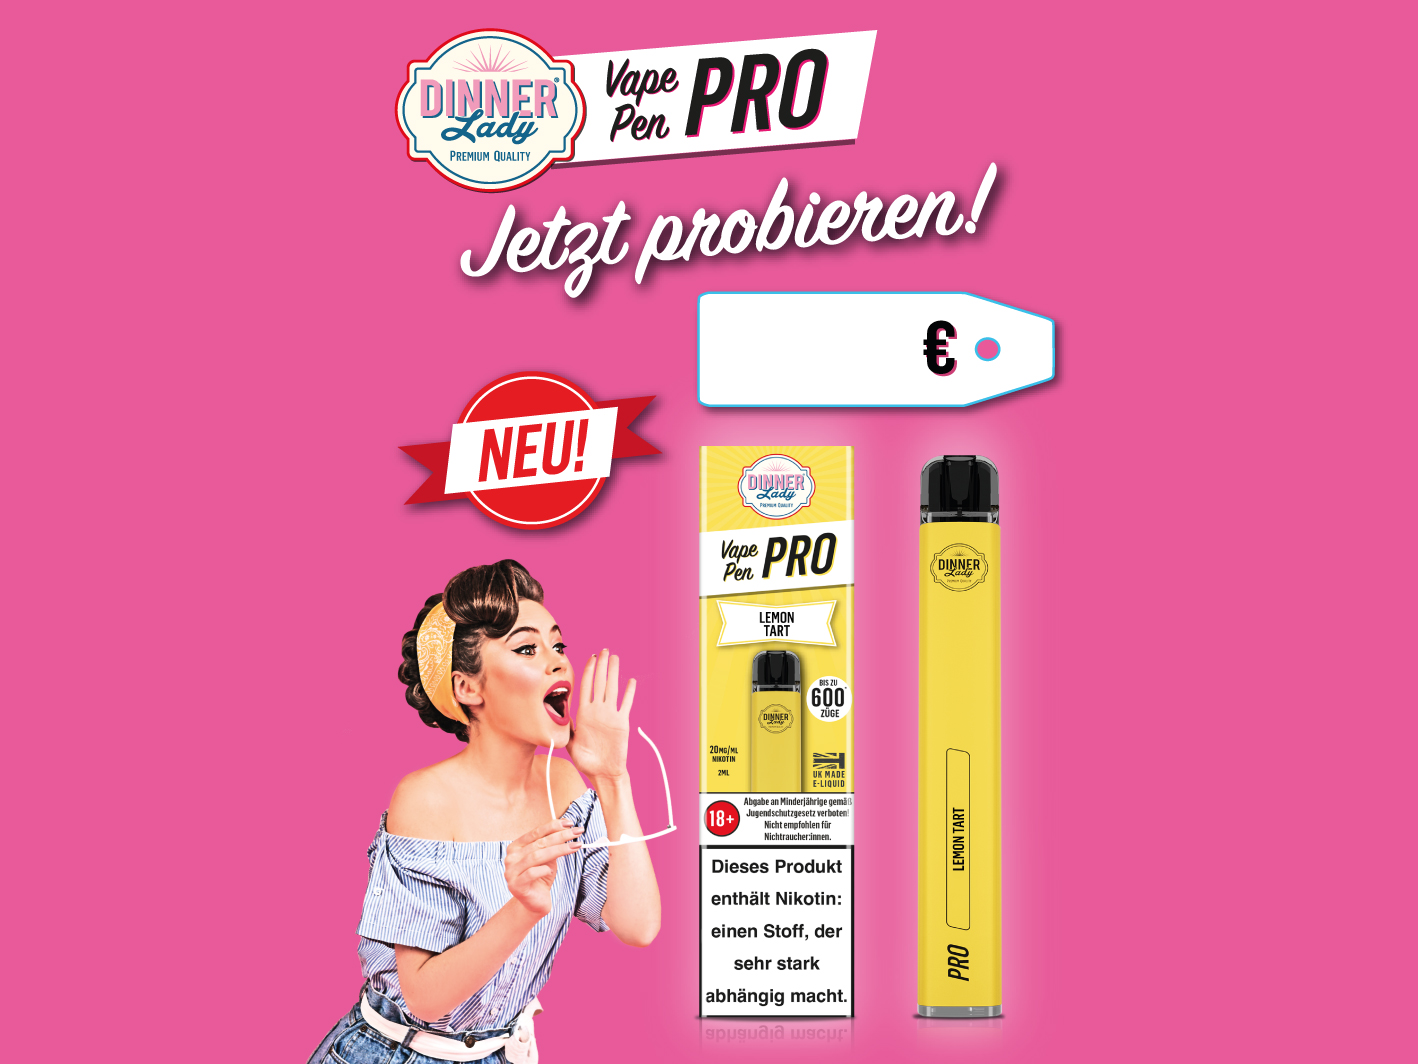 DINNER
Lady
PREMIUM QUALITY
Vape
Pen
PRO
Jetzt probieren!
€
NEU!
DINNER
Lady
PREMIUM QUALITY
Vape
Pen
PRO
LEMON
TART
BIS ZU
600*
ZÜGE
DINNER
Lady
20MG/ML
NIKOTIN
2ML
UK MADE
E-LIQUID
18+
Abgabe an Minderjährige gemäß
Jugendschutzgesetz verboten!
Nicht empfohlen für
Nichtraucher:innen.
Dieses Produkt
enthält Nikotin:
einen Stoff, der
sehr stark
abhängig macht.
DINNER
Lady
PREMIUM QUALITY
LEMON TART
PRO